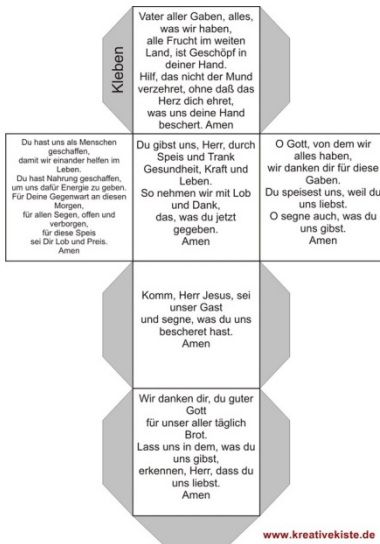 Kleben
Vater aller Gaben, alles,
was wir haben,
alle Frucht im weiten
Land, ist Geschöpf in
deiner Hand.
Hilf, das nicht der Mund
verzehret, ohne daß das
Herz dich ehret,
was uns deine Hand
beschert. Amen
Du hast uns als Menschen
geschaffen,
damit wir einander helfen im
Leben.
Du hast Nahrung geschaffen,
um uns dafür Energie zu geben.
Für Deine Gegenwart an diesen
Morgen,
für allen Segen, offen und
verborgen,
für diese Speis
sei Dir Lob und Preis.
Amen
Du gibst uns, Herr, durch
Speis und Trank
Gesundheit, Kraft und
Leben.
So nehmen wir mit Lob
und Dank,
das, was du jetzt
gegeben.
Amen
O Gott, von dem wir
alles haben,
wir danken dir für diese
Gaben.
Du speisest uns, weil du
uns liebst.
O segne auch, was du
uns gibst.
Amen
Komm, Herr Jesus, sei
unser Gast
und segne, was du uns
bescheret hast.
Amen
Wir danken dir, du guter
Gott
für unser aller täglich
Brot.
Lass uns in dem, was du
uns gibst,
erkennen, Herr, dass du
uns liebst.
Amen
www.kreativekiste.de